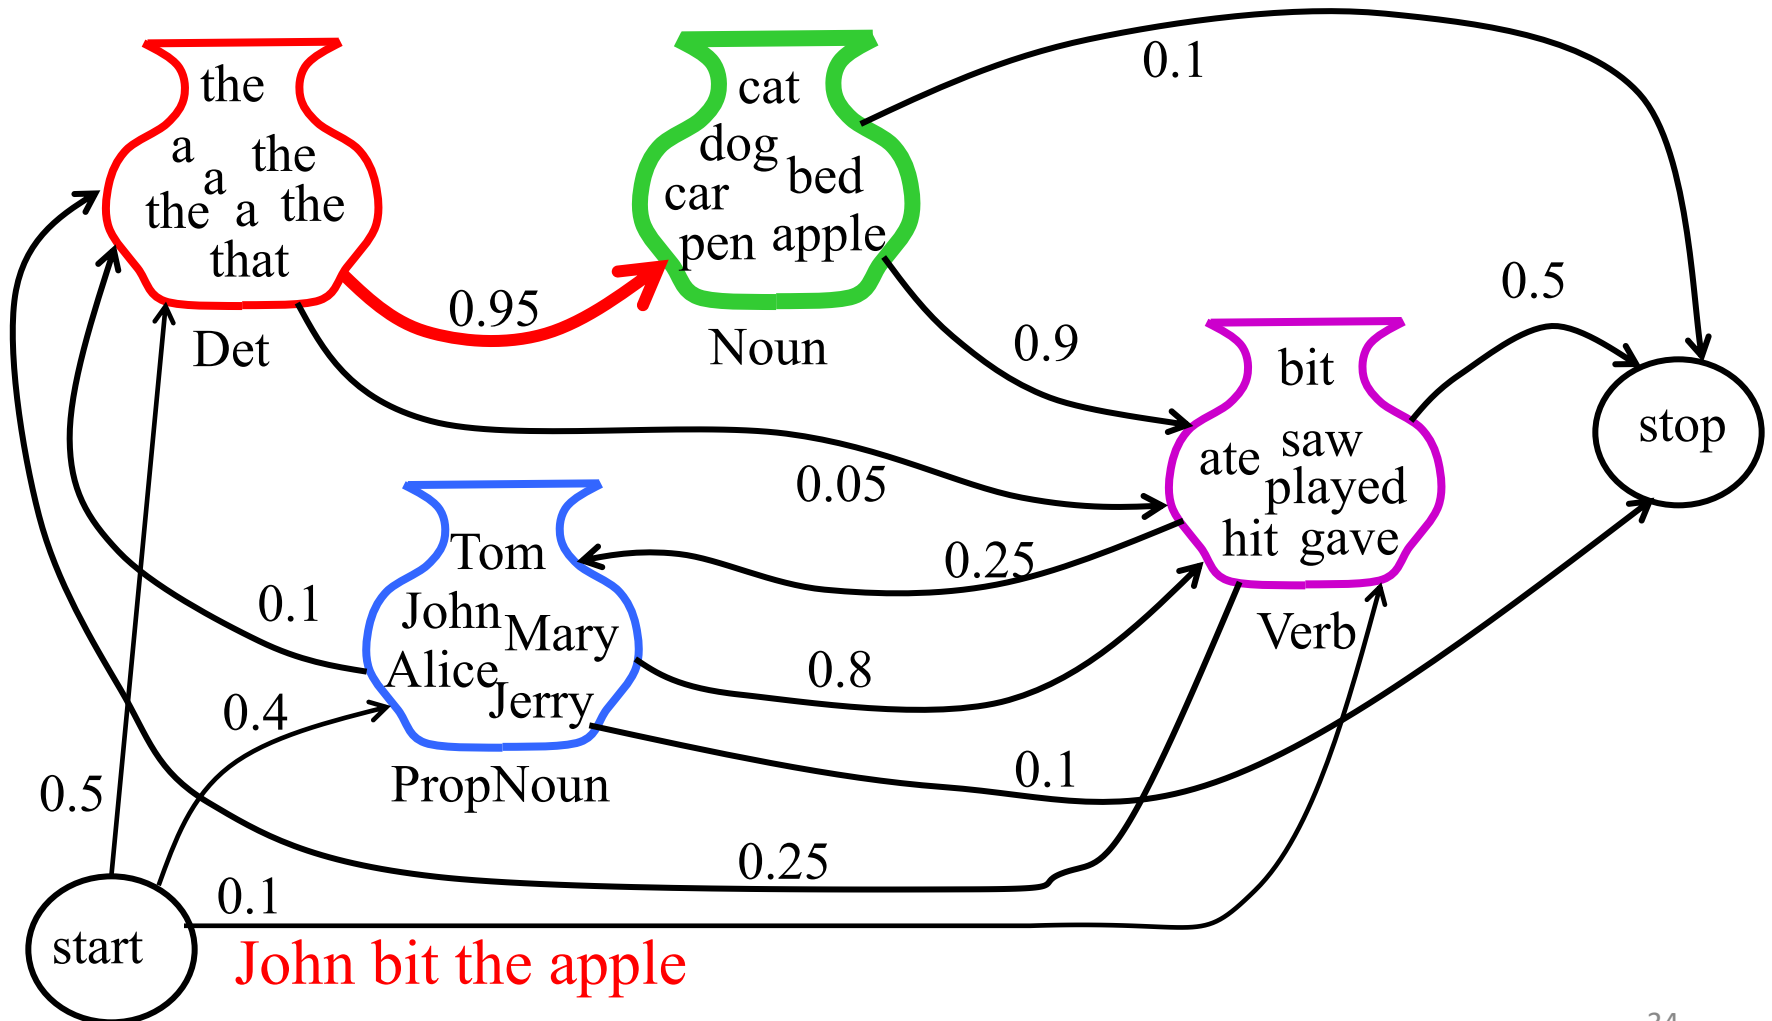 the
a
the
a
the
a
the
that
Det
0.95
cat
dog
bed
car
pen
apple
Noun
0.1
0.9
0.5
bit
saw
ate
played
hit
gave
Verb
stop
0.05
0.25
Tom
John
Mary
Alice
Jerry
PropNoun
0.1
0.8
0.4
0.1
0.5
0.25
0.1
start
John bit the apple